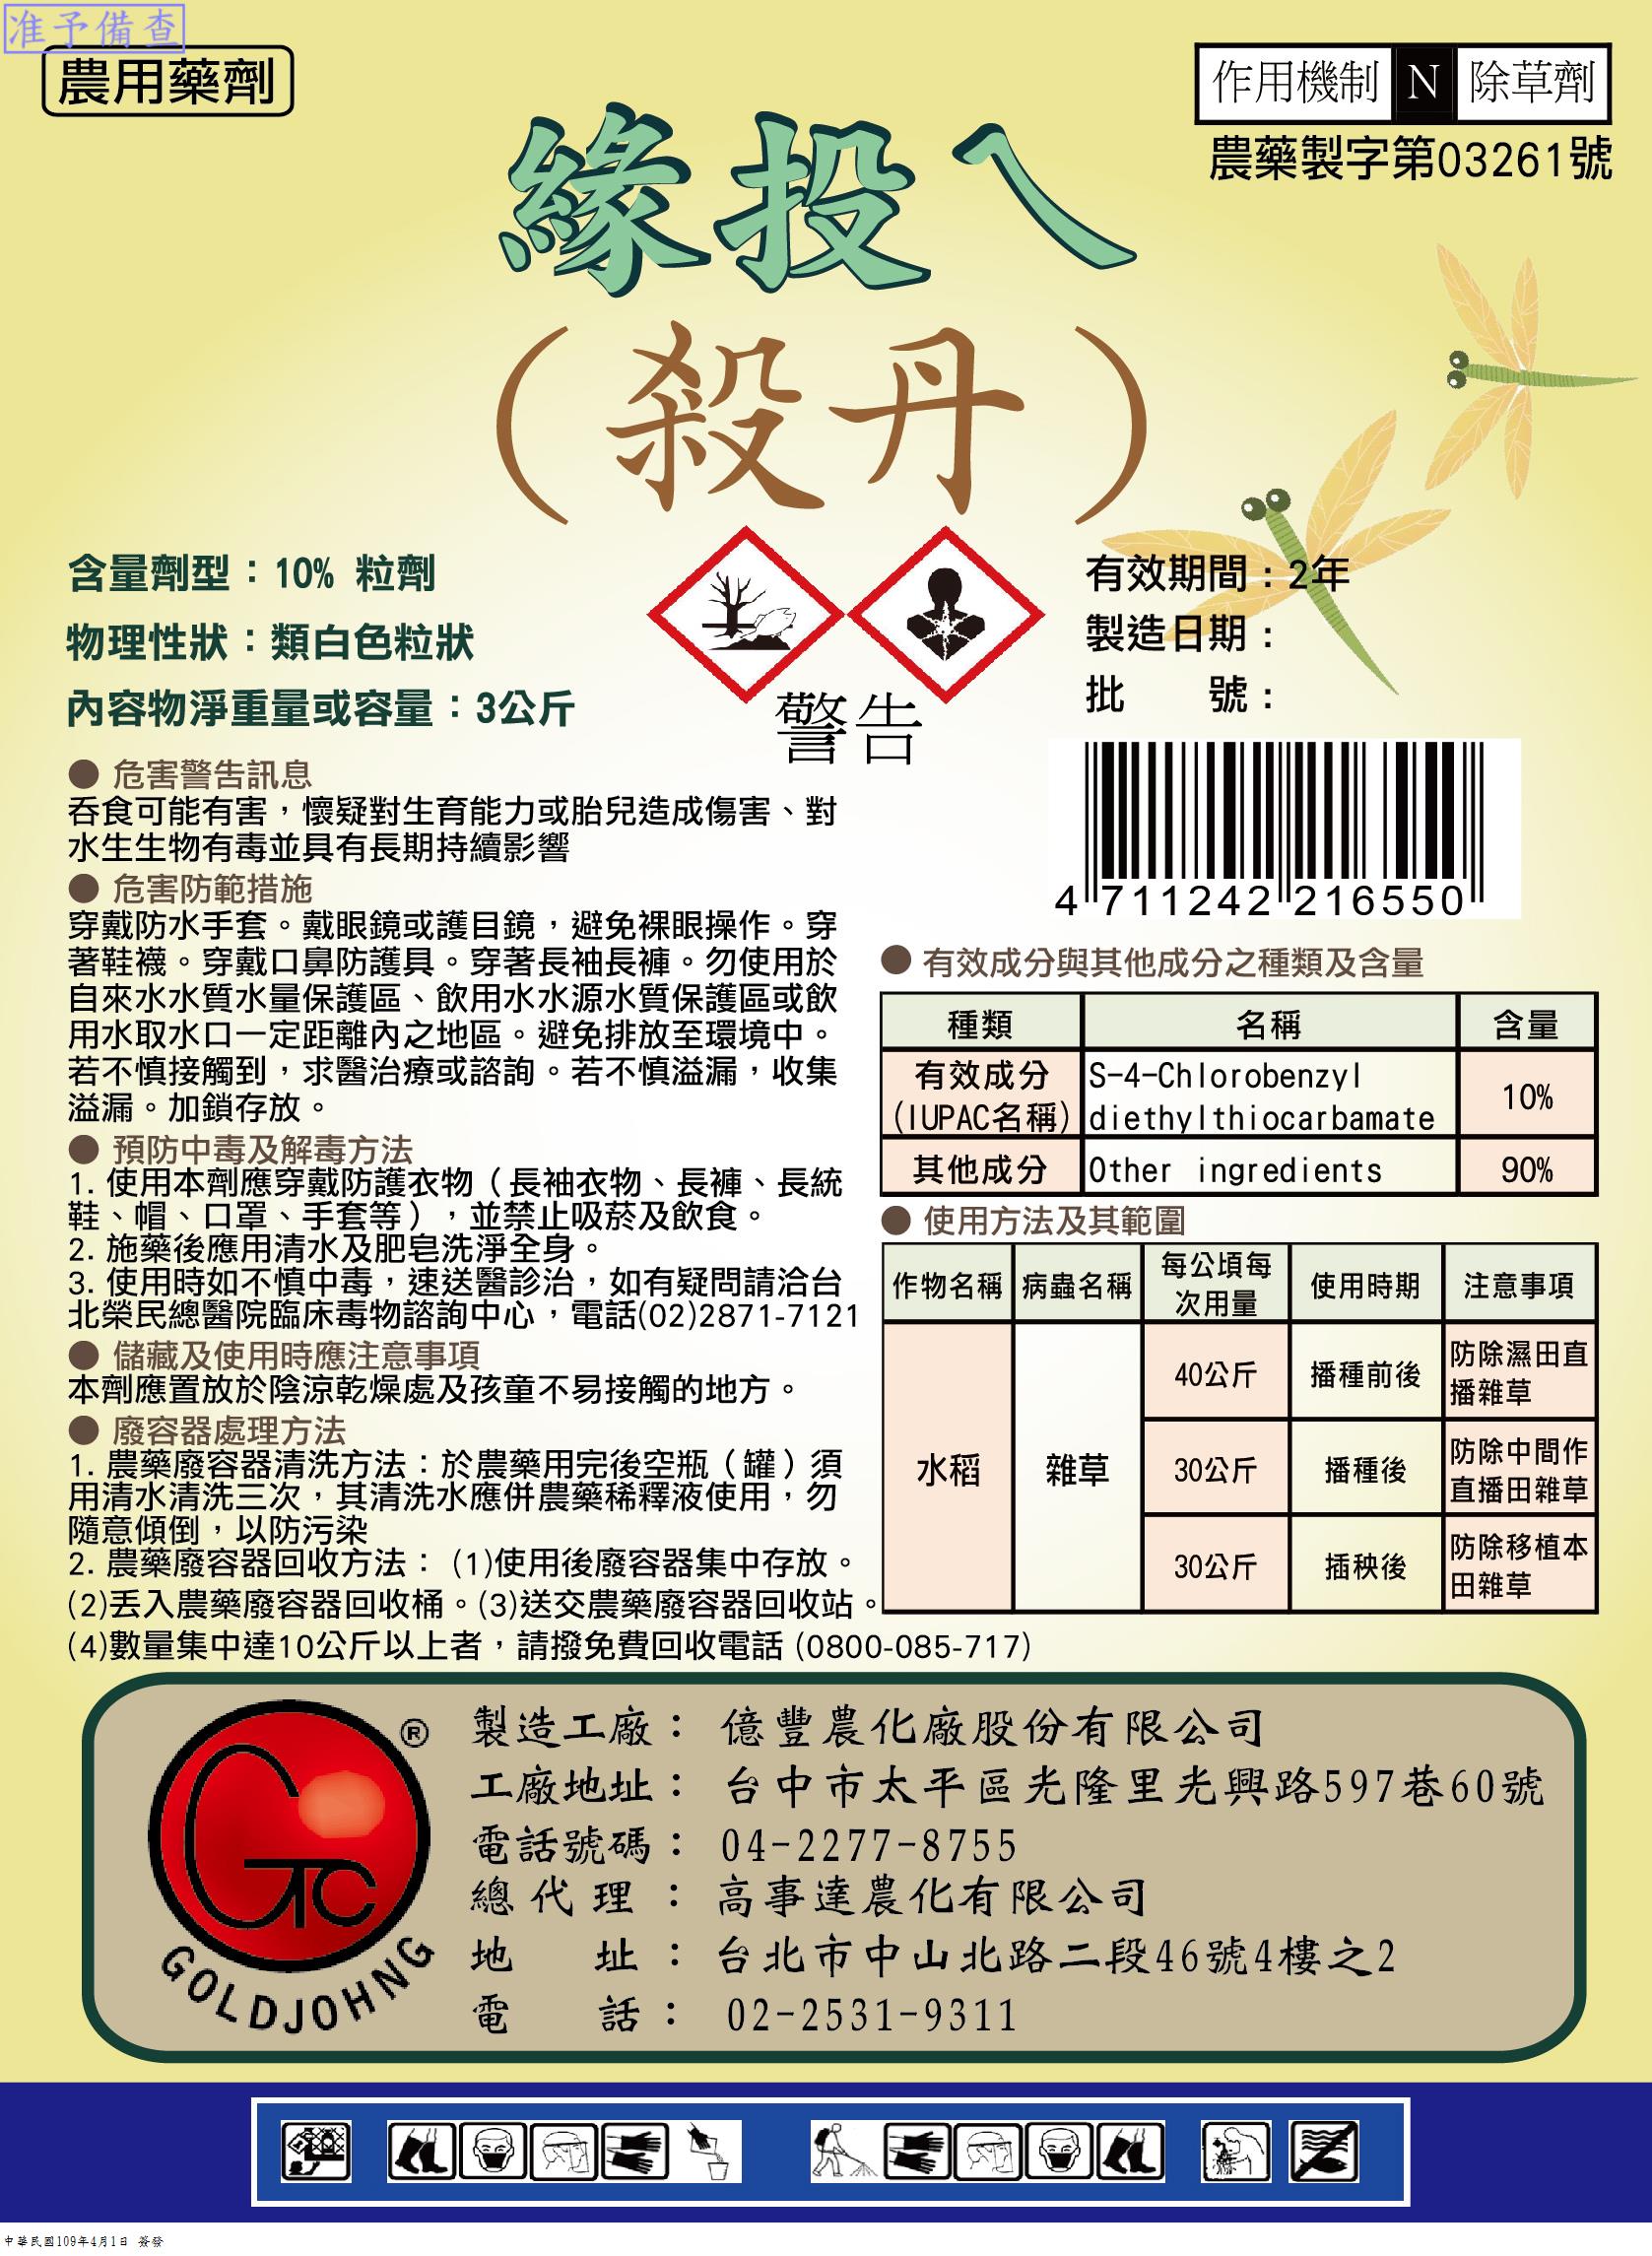 准予備查
農用藥劑
作用機制 N 除草劑
農藥製字第03261號
緣投ㄟ
(殺丹)
含量劑型：10% 粒劑
物理性狀：類白色粒狀
內容物淨重量或容量：3公斤
警告
有效期間：2年
製造日期：
批 號：
4 711242 216550
● 危害警告訊息
吞食可能有害，懷疑對生育能力或胎兒造成傷害、對
水生生物有毒並具有長期持續影響
● 危害防範措施
穿戴防水手套。戴眼鏡或護目鏡，避免裸眼操作。穿
著鞋襪。穿戴口鼻防護具。穿著長袖長褲。勿使用於
自來水水質水量保護區、飲用水水源水質保護區或飲
用水取水口一定距離內之地區。避免排放至環境中。
若不慎接觸到，求醫治療或諮詢。若不慎溢漏，收集
溢漏。加鎖存放。
● 預防中毒及解毒方法
1. 使用本劑應穿戴防護衣物（長袖衣物、長褲、長統
鞋、帽、口罩、手套等），並禁止吸菸及飲食。
2. 施藥後應用清水及肥皂洗淨全身。
3. 使用時如不慎中毒，速送醫診治，如有疑問請洽台
北榮民總醫院臨床毒物諮詢中心，電話(02)2871-7121
● 儲藏及使用時應注意事項
本劑應置放於陰涼乾燥處及孩童不易接觸的地方。
● 廢容器處理方法
1. 農藥廢容器清洗方法：於農藥用完後空瓶（罐）須
用清水清洗三次，其清洗水應併農藥稀釋液使用，勿
隨意傾倒，以防污染
2. 農藥廢容器回收方法： (1)使用後廢容器集中存放。
(2)丟入農藥廢容器回收桶。(3)送交農藥廢容器回收站。
(4)數量集中達10公斤以上者，請撥免費回收電話 (0800-085-717)
● 有效成分與其他成分之種類及含量
種類 名稱 含量
有效成分 S-4-Chlorobenzyl 10%
(IUPAC名稱) diethylthiocarbamate
其他成分 Other ingredients 90%
● 使用方法及其範圍
作物名稱 病蟲名稱 每公頃每 使用時期 注意事項
次用量
水稻 雜草
40公斤 播種前後 防除濕田直
播雜草
30公斤 播種後 防除中間作
直播田雜草
30公斤 插秧後 防除移植本
田雜草
GTC ®
GOLDJOHNG
製造工廠： 億豐農化廠股份有限公司
工廠地址： 台中市太平區光隆里光興路597巷60號
電話號碼： 04-2277-8755
總代理： 高事達農化有限公司
地 址： 台北市中山北路二段46號4樓之2
電 話： 02-2531-9311
中華民國109年4月1日 簽發